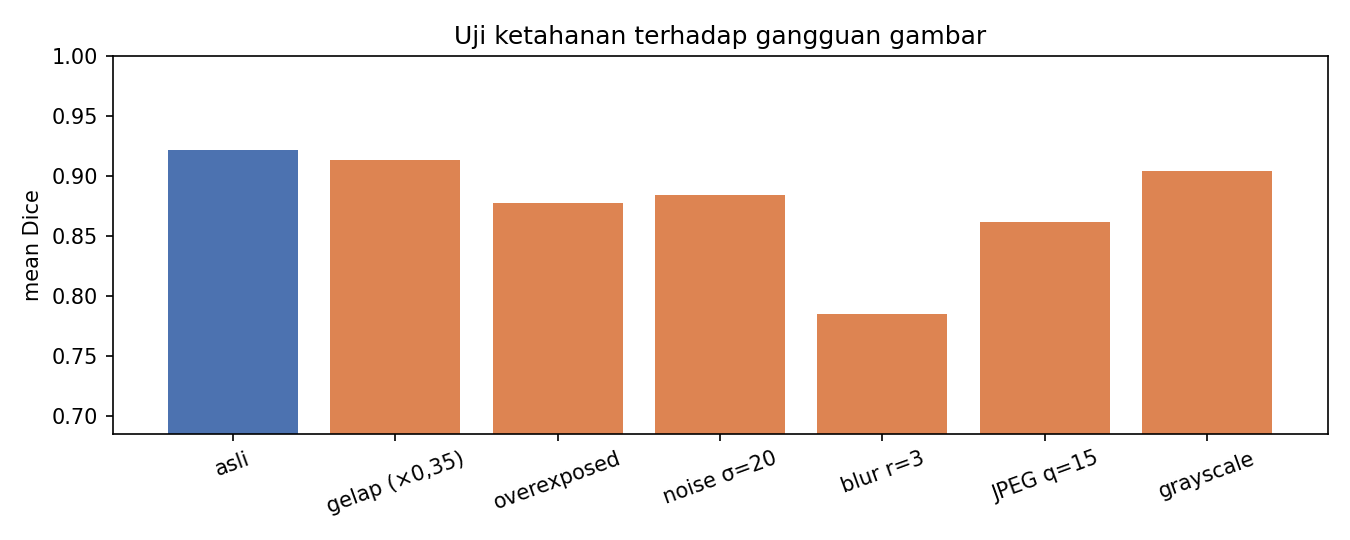 Uji ketahanan terhadap gangguan gambar
mean Dice
1.00
0.95
0.90
0.85
0.80
0.75
0.70
asli
gelap (×0,35)
overexposed
noise σ=20
blur r=3
JPEG q=15
grayscale